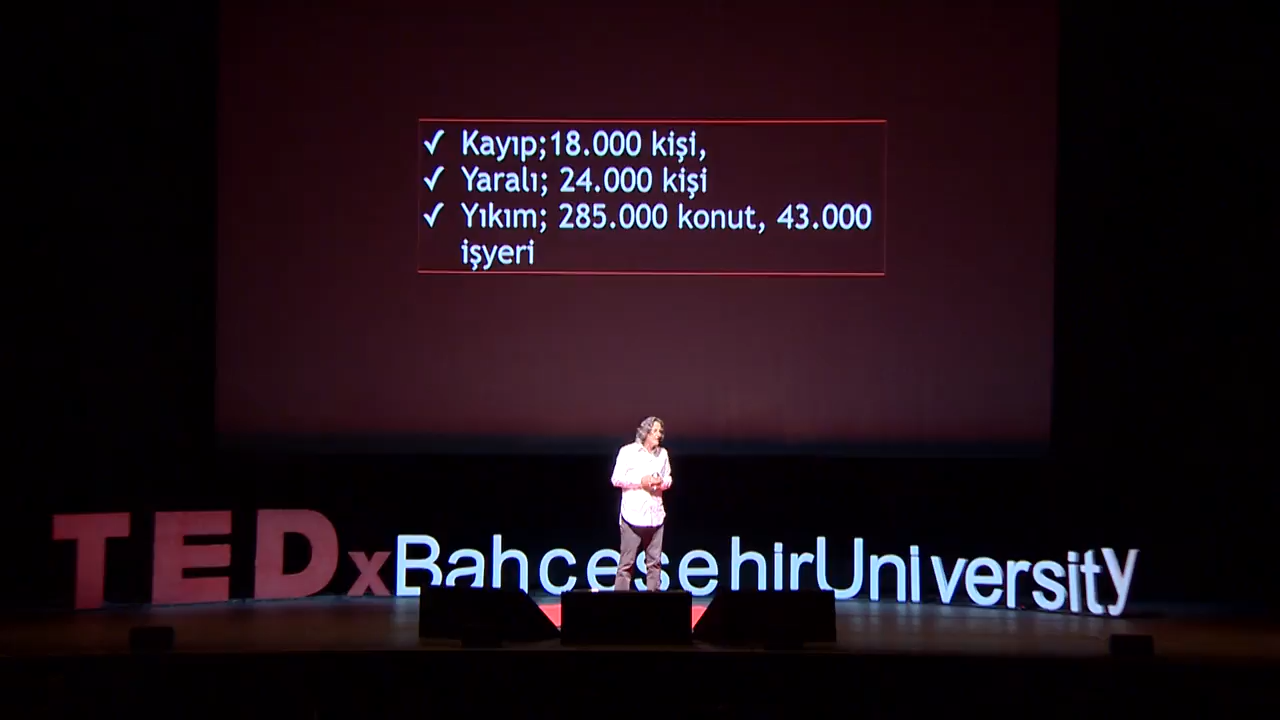 ✓ Kayıp;18.000 kişi,
✓ Yaralı; 24.000 kişi
✓ Yıkım; 285.000 konut, 43.000
işyeri
TEDxBahcesehirUniversity